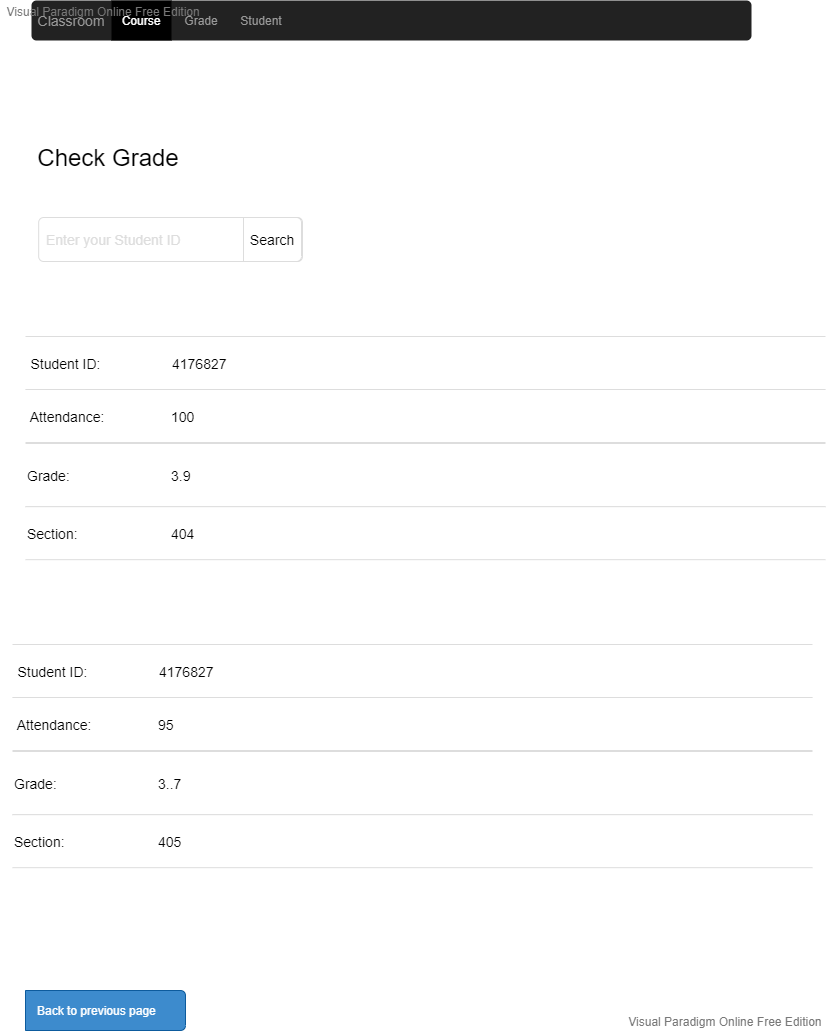 Visual Paradigm Online Free Edition
Classroom Course Grade Student
Check Grade
Enter your Student ID Search
Student ID: 4176827
Attendance: 100
Grade: 3.9
Section: 404
Student ID: 4176827
Attendance: 95
Grade: 3..7
Section: 405
Back to previous page
Visual Paradigm Online Free Edition